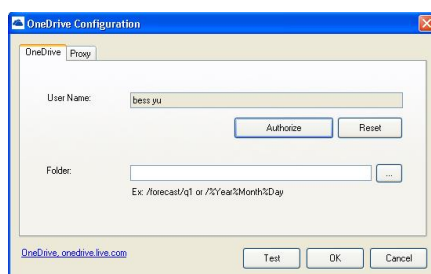 OneDrive Configuration
OneDrive Proxy
User Name: bess yu
Authorize Reset
Folder: ...
Ex: /forecast/q1 or /%Year%Month%Day
OneDrive, onedrive.live.com Test OK Cancel